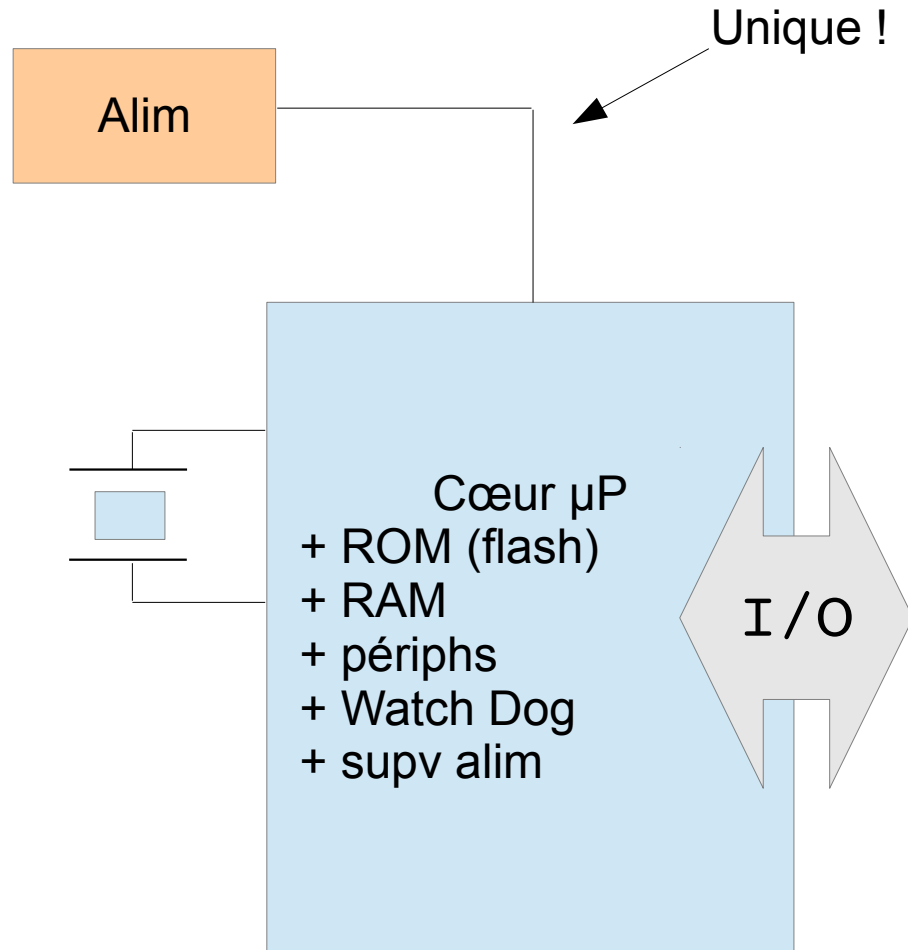 Unique !
Alim
Cœur µP
+ ROM (flash)
+ RAM
+ périphs
+ Watch Dog
+ supv alim
I/O